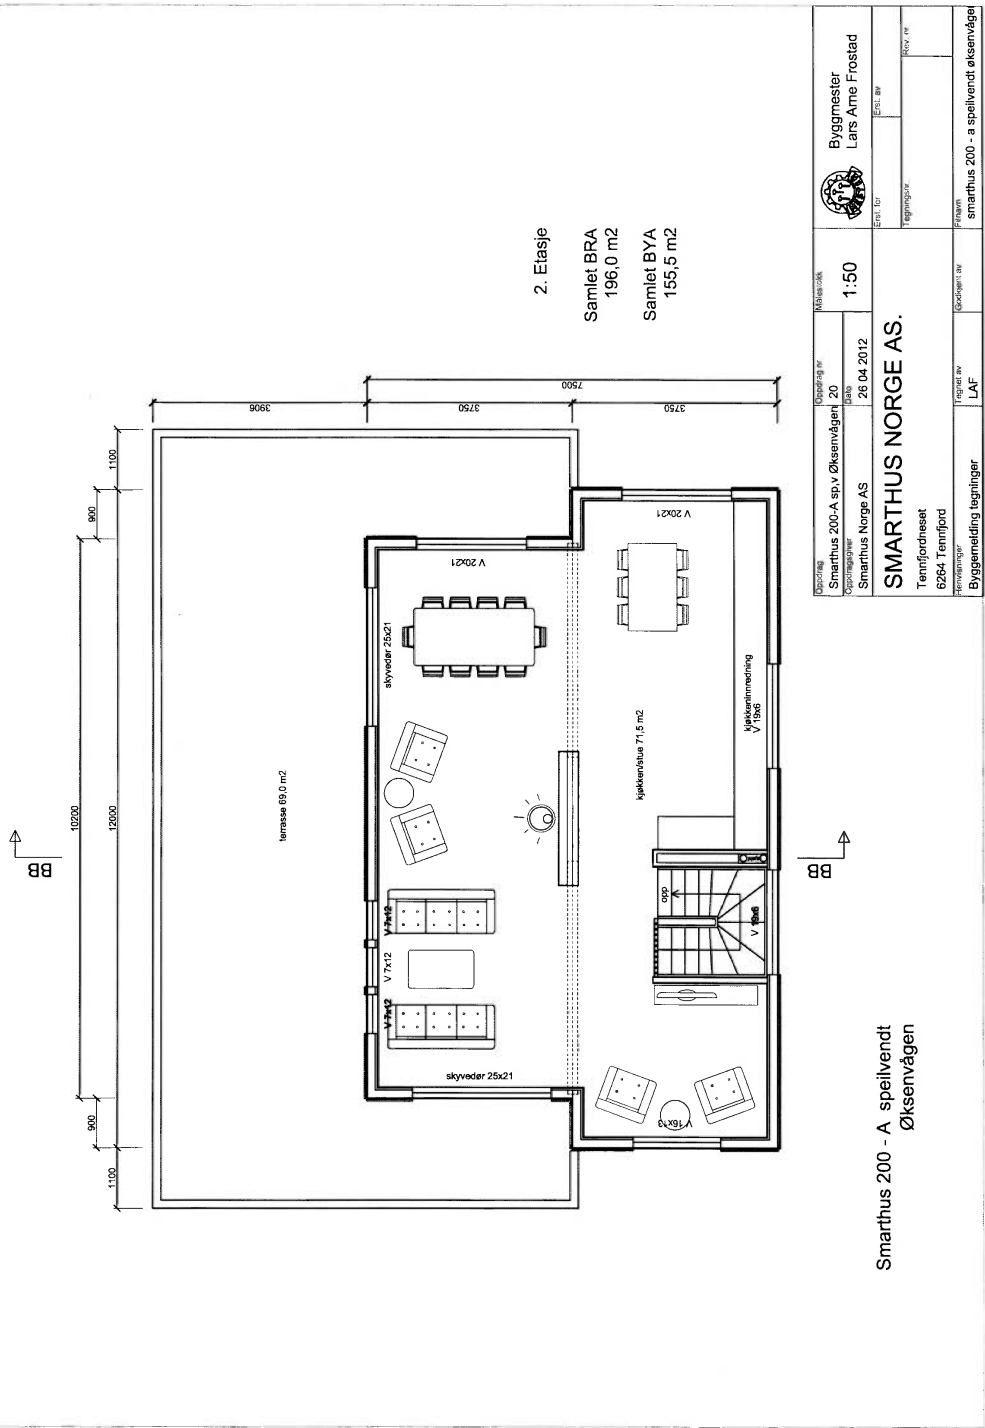 1100
12000
1100
900
10200
900
3906
3750
3750
7500
BB
BB
terrasse 69,0 m2
skyvedør 25x21
V 7x12
V 7x12
V 7x12
skyvedør 25x21
V 20x21
V 20x21
V 16x13
kjøkken/stue 71,5 m2
kjøkkeninnredning
V 19x6
opp
V 19x6
2. Etasje
Samlet BRA
196,0 m2
Samlet BYA
155,5 m2
Smarthus 200 - A speilvendt
Øksenvågen
Oppdrag
Smarthus 200-A sp,v Øksenvågen
Oppdrag nr
20
Målestokk
1:50
Byggmester
Lars Arne Frostad
Oppdragsgiver
Smarthus Norge AS
Dato
26 04 2012
SMARTHUS NORGE AS.
Tennfjordneset
6264 Tennfjord
Erst. for
Erst. av
Tegningsnr.
Rev. nr
Henvisninger
Byggemelding tegninger
Tegnet av
LAF
Godkjent av
Filnavn
smarthus 200 - a speilvendt øksenvågen